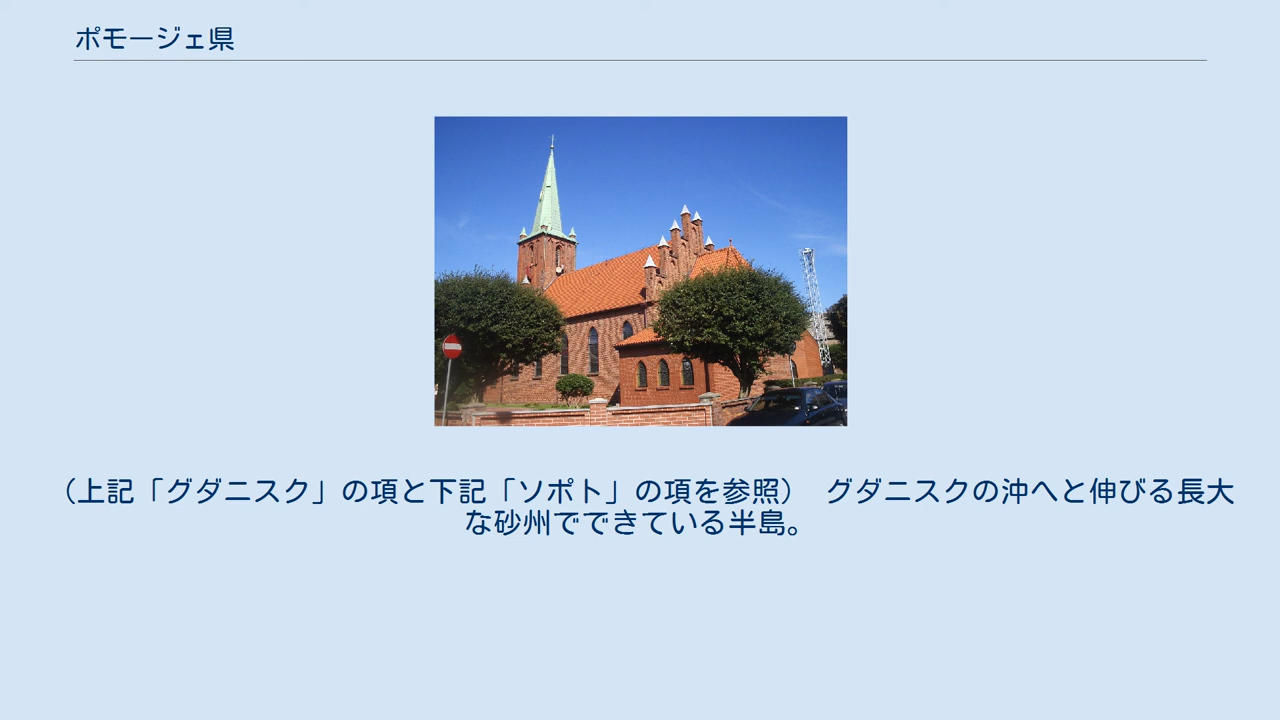 ポモージェ県
（上記「グダニスク」の項と下記「ソポト」の項を参照）　グダニスクの沖へと伸びる長大
な砂州でできている半島。